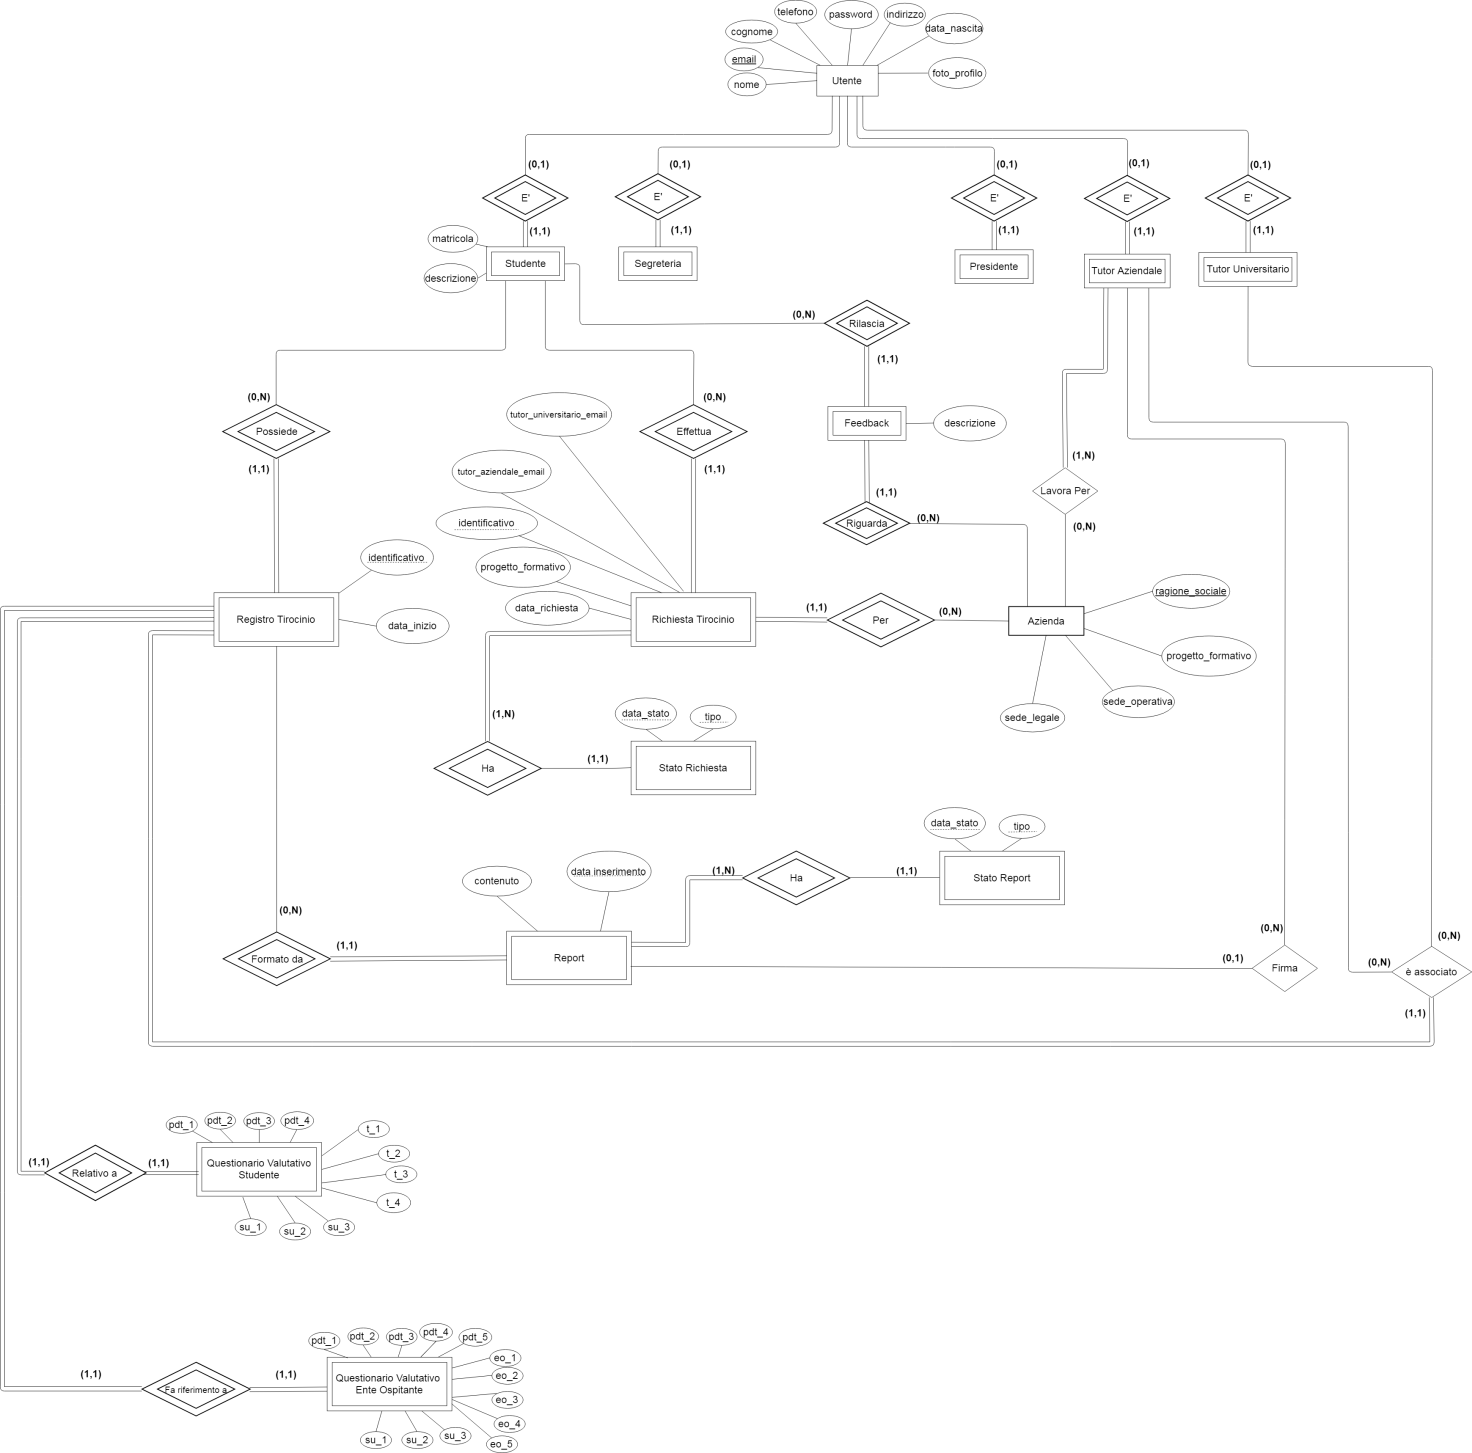 telefono
password
indirizzo
cognome
data_nascita
email
foto_profilo
nome
Utente
(0,1)
(0,1)
(0,1)
(0,1)
(0,1)
E'
E'
E'
E'
E'
(1,1)
(1,1)
(1,1)
(1,1)
(1,1)
matricola
descrizione
Studente
Segreteria
Presidente
Tutor Aziendale
Tutor Universitario
(0,N)
Rilascia
(1,1)
(0,N)
(0,N)
tutor_universitario_email
Feedback
descrizione
Possiede
Effettua
(1,1)
(1,1)
(1,N)
tutor_aziendale_email
Lavora Per
(1,1)
identificativo
Riguarda
(0,N)
(0,N)
identificativo
progetto_formativo
data_richiesta
data_inizio
Registro Tirocinio
Richiesta Tirocinio
(1,1)
Per
(0,N)
Azienda
ragione_sociale
progetto_formativo
sede_operativa
sede_legale
(1,N)
data_stato
tipo
Ha
(1,1)
Stato Richiesta
data_stato
tipo
contenuto
data inserimento
(1,N)
Ha
(1,1)
Stato Report
(0,N)
(0,N)
(0,N)
Formato da
(1,1)
Report
(0,1)
Firma
(0,N)
è associato
(1,1)
pdt_1
pdt_2
pdt_3
pdt_4
t_1
t_2
t_3
t_4
(1,1)
Relativo a
(1,1)
Questionario Valutativo
Studente
su_1
su_2
su_3
pdt_1
pdt_2
pdt_3
pdt_4
pdt_5
eo_1
eo_2
eo_3
eo_4
eo_5
(1,1)
Fa riferimento a
(1,1)
Questionario Valutativo
Ente Ospitante
su_1
su_2
su_3